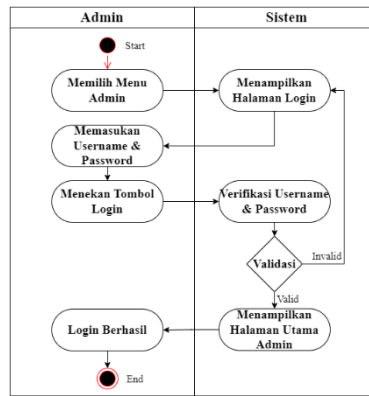 Admin
Sistem
Start
Memilih Menu
Admin
Menampilkan
Halaman Login
Memasukan
Username &
Password
Menekan Tombol
Login
Verifikasi Username
& Password
Validasi
Invalid
Valid
Menampilkan
Halaman Utama
Admin
Login Berhasil
End